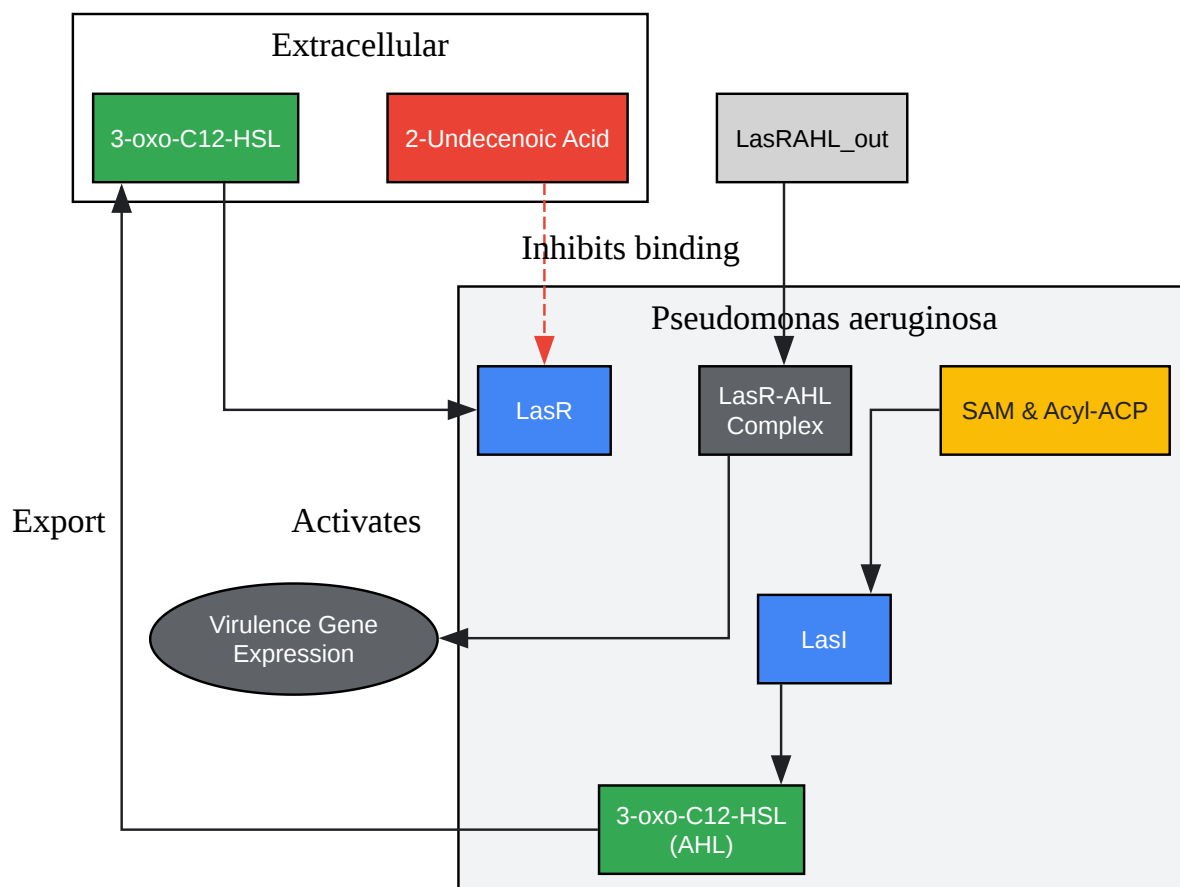 Extracellular
3-oxo-C12-HSL
2-Undecenoic Acid
LasRAHL_out
Inhibits binding
Pseudomonas aeruginosa
LasR
LasR-AHL
Complex
SAM & Acyl-ACP
Export
Activates
Virulence Gene
Expression
LasI
3-oxo-C12-HSL
(AHL)